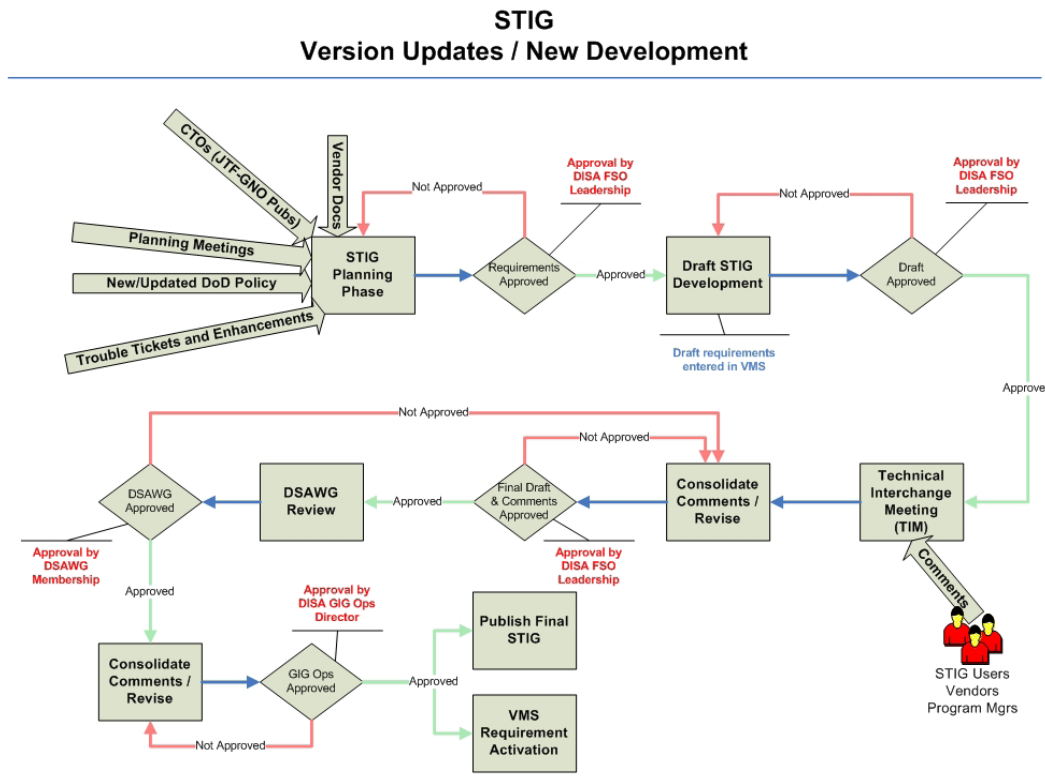 STIG
Version Updates / New Development
CTOs (JTF-GNO Pubs)
Vendor Docs
Planning Meetings
New/Updated DoD Policy
Trouble Tickets and Enhancements
STIG
Planning
Phase
Not Approved
Requirements
Approved
Approval by
DISA FSO
Leadership
Approved
Draft STIG
Development
Draft requirements
entered in VMS
Not Approved
Draft
Approved
Approval by
DISA FSO
Leadership
Approve
Technical
Interchange
Meeting
(TIM)
Comments
STIG Users
Vendors
Program Mgrs
Consolidate
Comments /
Revise
Not Approved
Not Approved
Final Draft
& Comments
Approved
Approval by
DISA FSO
Leadership
Approved
DSAWG
Review
DSAWG
Approved
Approval by
DSAWG
Membership
Approved
Consolidate
Comments /
Revise
GIG Ops
Approved
Approval by
DISA GIG Ops
Director
Not Approved
Approved
Publish Final
STIG
VMS
Requirement
Activation